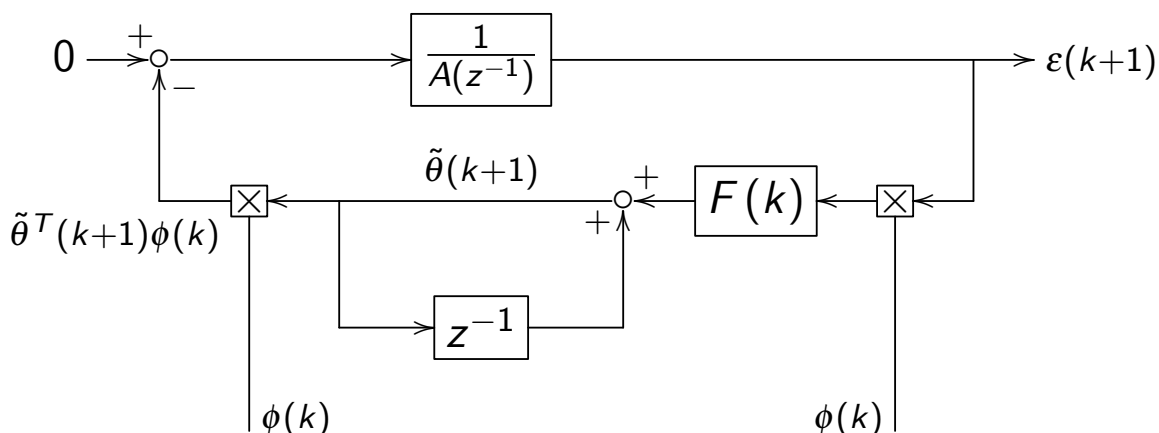 0
+
−
1
A(z⁻¹)
ε(k+1)
θ̃(k+1)
+
+
F(k)
×
×
θ̃ᵀ(k+1)ϕ(k)
z⁻¹
ϕ(k)
ϕ(k)